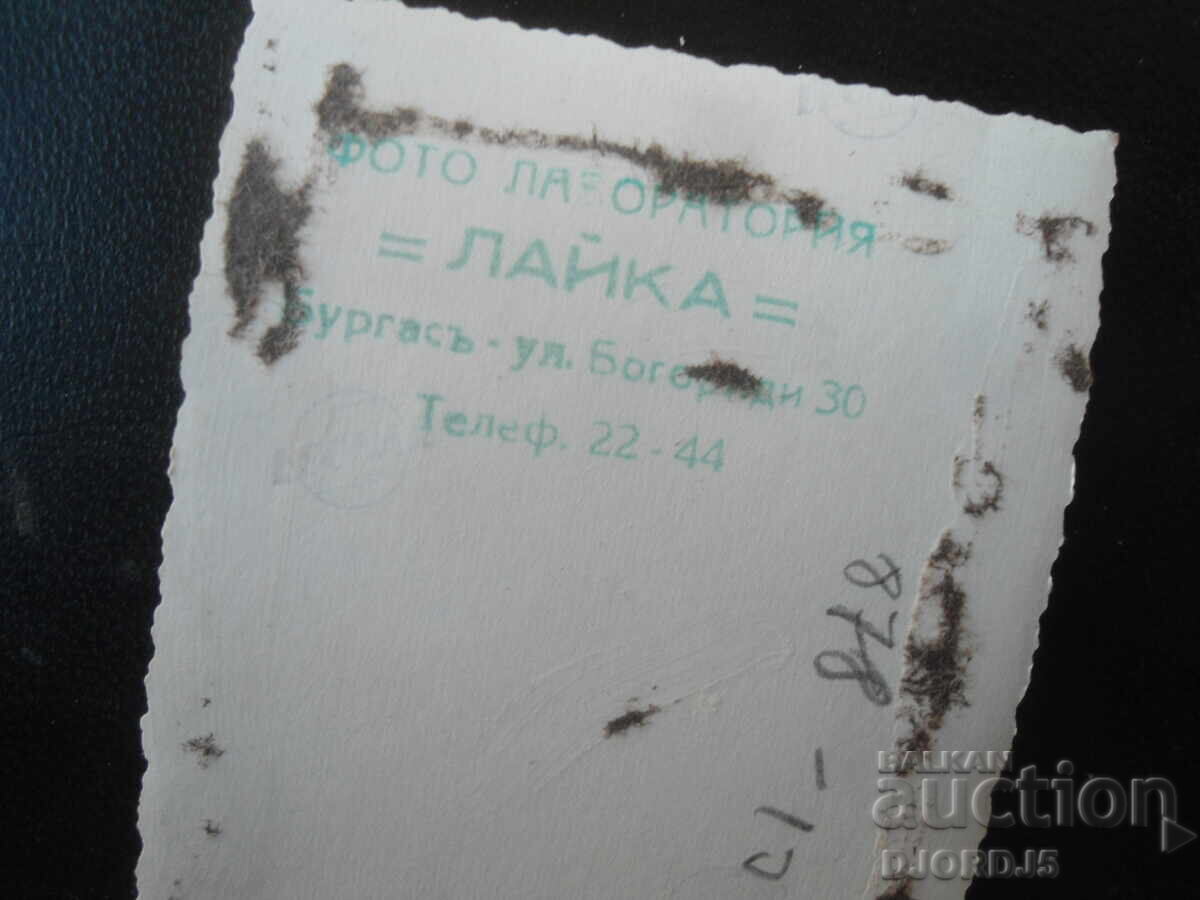 ФОТО ЛАБОРАТОРИЯ
= ЛАЙКА =
Бургасъ - ул. Богориди 30
Телеф. 22 - 44
878 -
BALKAN
auction
DJORDJ5